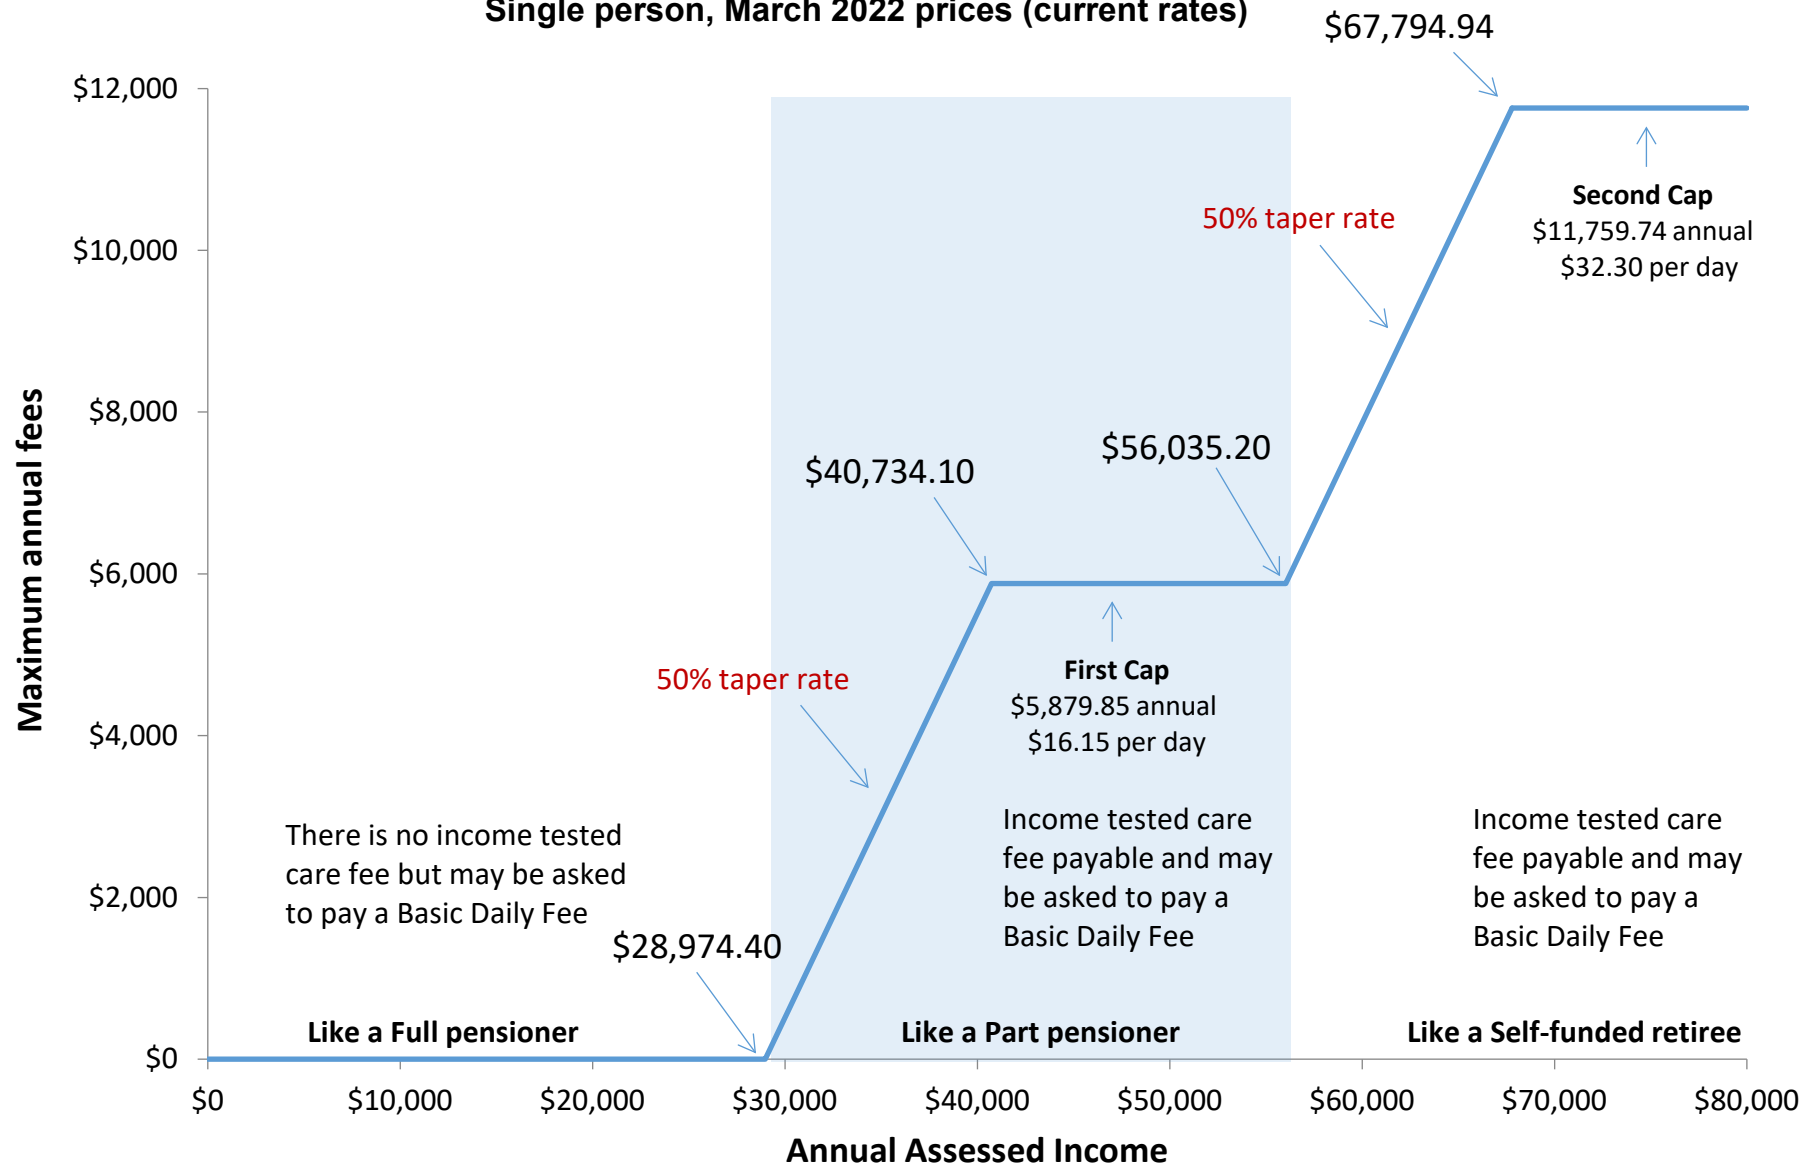 Single person, March 2022 prices (current rates)
$67,794.94
$12,000
Second Cap
$11,759.74 annual
$32.30 per day
50% taper rate
$10,000
$8,000
$56,035.20
$40,734.10
$6,000
First Cap
$5,879.85 annual
$16.15 per day
50% taper rate
$4,000
There is no income tested
care fee but may be asked
to pay a Basic Daily Fee
Income tested care
fee payable and may
be asked to pay a
Basic Daily Fee
Income tested care
fee payable and may
be asked to pay a
Basic Daily Fee
$2,000
$28,974.40
Like a Full pensioner
Like a Part pensioner
Like a Self-funded retiree
$0
Maximum annual fees
$0
$10,000
$20,000
$30,000
$40,000
$50,000
$60,000
$70,000
$80,000
Annual Assessed Income